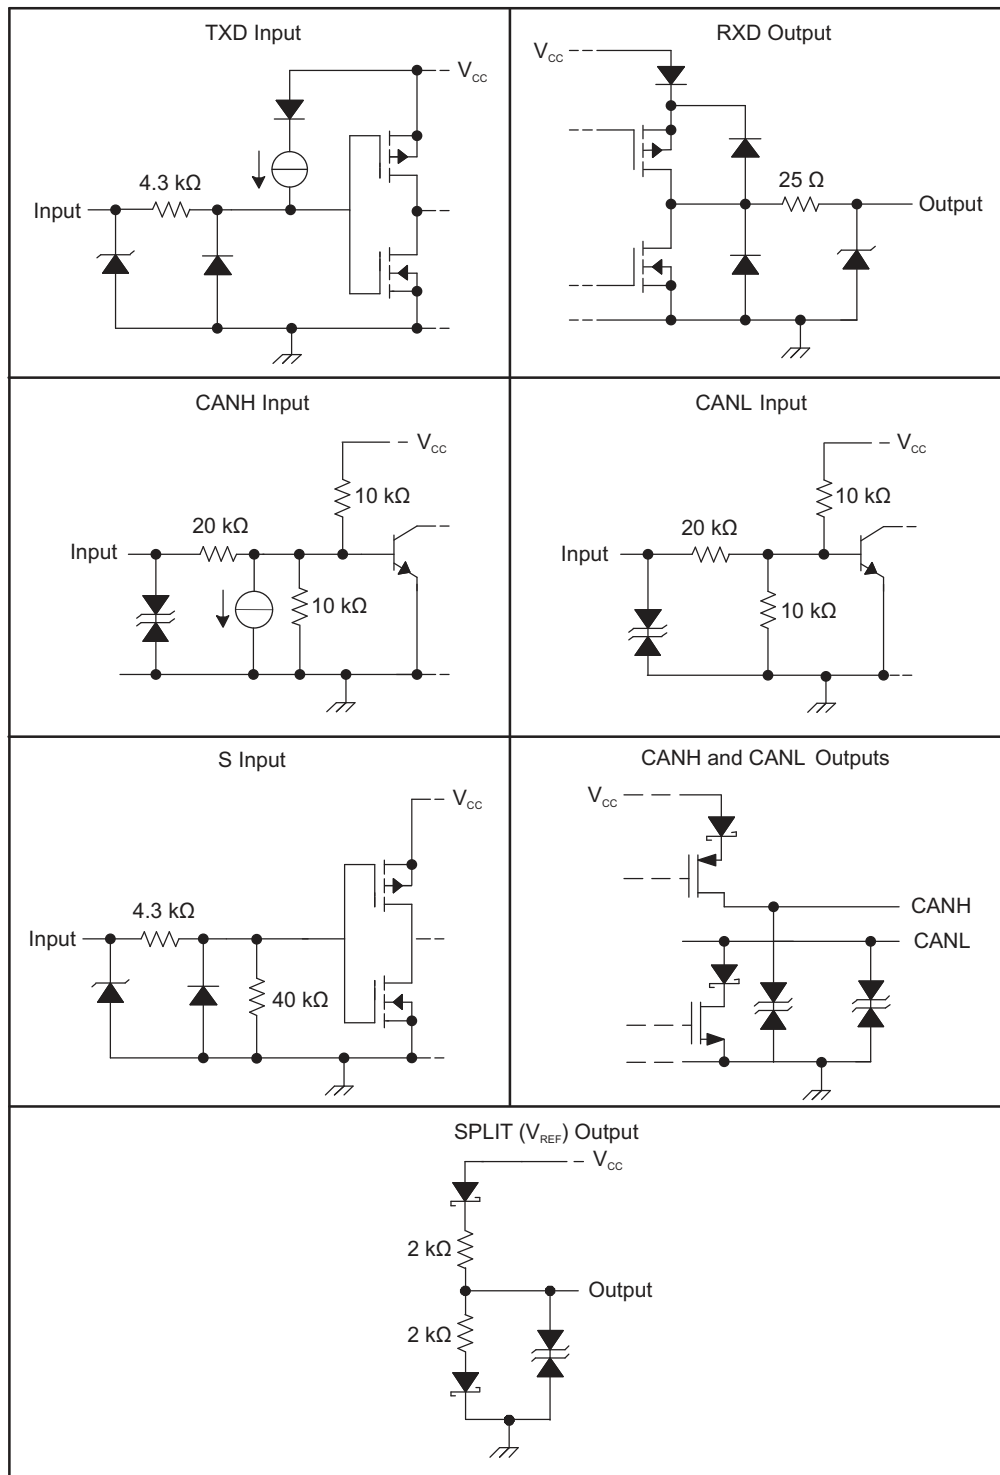 TXD Input
V_CC
4.3 kΩ
Input
RXD Output
V_CC
25 Ω
Output
CANH Input
V_CC
10 kΩ
20 kΩ
Input
10 kΩ
CANL Input
V_CC
10 kΩ
20 kΩ
Input
10 kΩ
S Input
V_CC
4.3 kΩ
Input
40 kΩ
CANH and CANL Outputs
V_CC
CANH
CANL
SPLIT (V_REF) Output
V_CC
2 kΩ
Output
2 kΩ